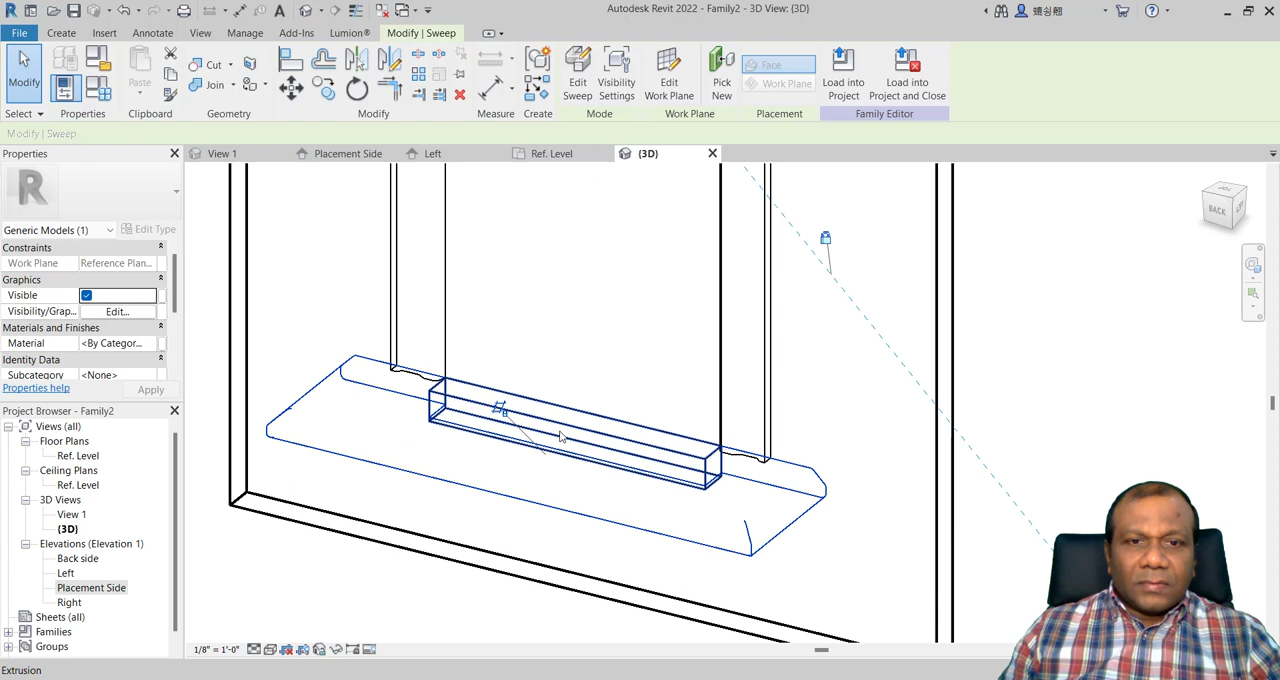 Autodesk Revit 2022 - Family2 - 3D View: {3D}
File Create Insert Annotate View Manage Add-Ins Lumion® Modify | Sweep
Modify
Paste
Cut
Join
Edit Sweep
Visibility Settings
Edit Work Plane
Pick New
Face
Work Plane
Load into Project
Load into Project and Close
Select Properties Clipboard Geometry Modify Measure Create Mode Work Plane Placement Family Editor
Modify | Sweep
Properties
View 1 Placement Side Left Ref. Level (3D)
Generic Models (1) Edit Type
Constraints
Work Plane Reference Plan...
Graphics
Visible
Visibility/Grap... Edit...
Materials and Finishes
Material <By Categor...
Identity Data
Subcategory <None>
Properties help Apply
Project Browser - Family2
Views (all)
Floor Plans
Ref. Level
Ceiling Plans
Ref. Level
3D Views
View 1
(3D)
Elevations (Elevation 1)
Back side
Left
Placement Side
Right
Sheets (all)
Families
Groups
BACK
1/8" = 1'-0"
Extrusion